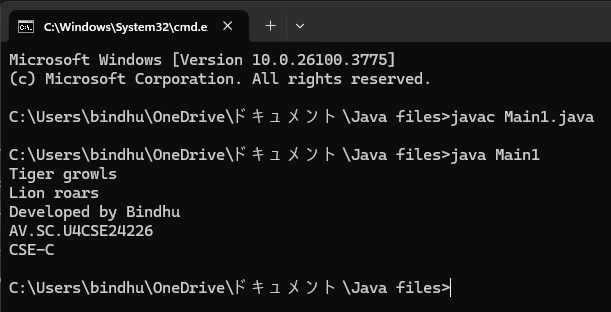 C:\Windows\System32\cmd.e
Microsoft Windows [Version 10.0.26100.3775]
(c) Microsoft Corporation. All rights reserved.
C:\Users\bindhu\OneDrive\ドキュメント\Java files>javac Main1.java
C:\Users\bindhu\OneDrive\ドキュメント\Java files>java Main1
Tiger growls
Lion roars
Developed by Bindhu
AV.SC.U4CSE24226
CSE-C
C:\Users\bindhu\OneDrive\ドキュメント\Java files>